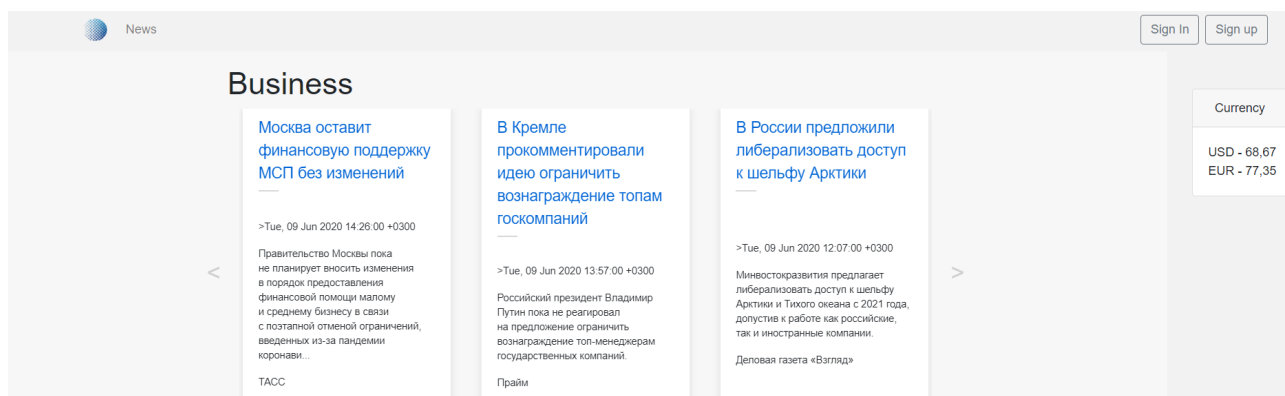 News
Sign In
Sign up
Business
Currency
USD - 68,67
EUR - 77,35
Москва оставит
финансовую поддержку
МСП без изменений
>Tue, 09 Jun 2020 14:26:00 +0300
Правительство Москвы пока
не планирует вносить изменения
в порядок предоставления
финансовой помощи малому
и среднему бизнесу в связи
с поэтапной отменой ограничений,
введенных из-за пандемии
коронави...
ТАСС
В Кремле
прокомментировали
идею ограничить
вознаграждение топам
госкомпаний
>Tue, 09 Jun 2020 13:57:00 +0300
Российский президент Владимир
Путин пока не реагировал
на предложение ограничить
вознаграждение топ-менеджерам
государственных компаний.
Прайм
В России предложили
либерализовать доступ
к шельфу Арктики
>Tue, 09 Jun 2020 12:07:00 +0300
Минвостокразвития предлагает
либерализовать доступ к шельфу
Арктики и Тихого океана с 2021 года,
допустив к работе как российские,
так и иностранные компании.
Деловая газета «Взгляд»
<
>